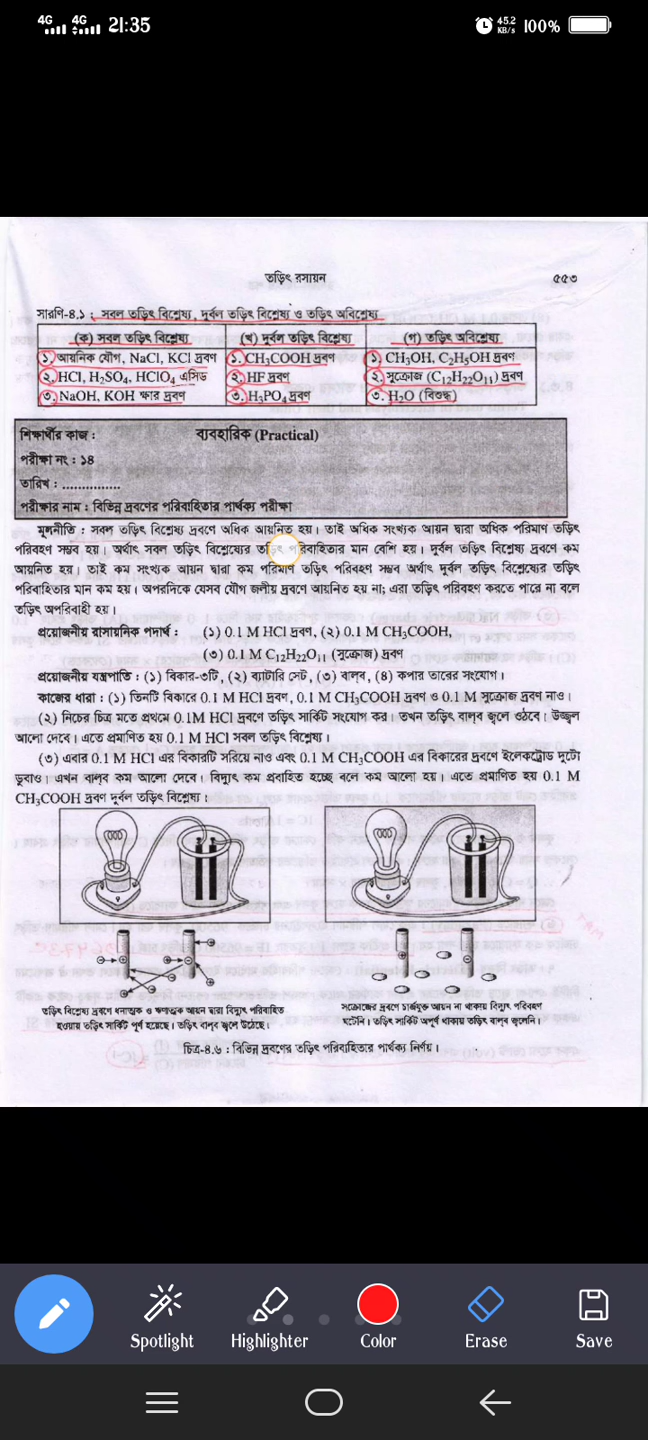 4G 4G 21:35 45.2 KB/s 100%
তড়িৎ রসায়ন ৫৫৩
সারণি-৪.১ : সবল তড়িৎ বিশ্লেষ্য, দুর্বল তড়িৎ বিশ্লেষ্য ও তড়িৎ অবিশ্লেষ্য
(ক) সবল তড়িৎ বিশ্লেষ্য (খ) দুর্বল তড়িৎ বিশ্লেষ্য (গ) তড়িৎ অবিশ্লেষ্য
১. আয়নিক যৌগ, NaCl, KCl দ্রবণ ১. CH₃COOH দ্রবণ ১. CH₃OH, C₂H₅OH দ্রবণ
২. HCl, H₂SO₄, HClO₄ এসিড ২. HF দ্রবণ ২. সুক্রোজ (C₁₂H₂₂O₁₁) দ্রবণ
৩. NaOH, KOH ক্ষার দ্রবণ ৩. H₃PO₄ দ্রবণ ৩. H₂O (বিশুদ্ধ)
শিক্ষার্থীর কাজ : ব্যবহারিক (Practical)
পরীক্ষা নং : ১৪
তারিখ : ..............
পরীক্ষার নাম : বিভিন্ন দ্রবণের পরিবাহিতার পার্থক্য পরীক্ষা
মূলনীতি : সবল তড়িৎ বিশ্লেষ্য দ্রবণে অধিক আয়নিত হয়। তাই অধিক সংখ্যক আয়ন দ্বারা অধিক পরিমাণ তড়িৎ
পরিবহণ সম্ভব হয়। অর্থাৎ সবল তড়িৎ বিশ্লেষ্যের তড়িৎ পরিবাহিতার মান বেশি হয়। দুর্বল তড়িৎ বিশ্লেষ্য দ্রবণে কম
আয়নিত হয়। তাই কম সংখ্যক আয়ন দ্বারা কম পরিমাণ তড়িৎ পরিবহণ সম্ভব অর্থাৎ দুর্বল তড়িৎ বিশ্লেষ্যের তড়িৎ
পরিবাহিতার মান কম হয়। অপরদিকে যেসব যৌগ জলীয় দ্রবণে আয়নিত হয় না; এরা তড়িৎ পরিবহণ করতে পারে না বলে
তড়িৎ অপরিবাহী হয়।
প্রয়োজনীয় রাসায়নিক পদার্থ : (১) 0.1 M HCl দ্রবণ, (২) 0.1 M CH₃COOH,
(৩) 0.1 M C₁₂H₂₂O₁₁ (সুক্রোজ) দ্রবণ
প্রয়োজনীয় যন্ত্রপাতি : (১) বিকার-৩টি, (২) ব্যাটারি সেট, (৩) বাল্‌ব, (৪) কপার তারের সংযোগ।
কাজের ধারা : (১) তিনটি বিকারে 0.1 M HCl দ্রবণ, 0.1 M CH₃COOH দ্রবণ ও 0.1 M সুক্রোজ দ্রবণ নাও।
(২) নিচের চিত্র মতে প্রথমে 0.1M HCl দ্রবণে তড়িৎ সার্কিট সংযোগ কর। তখন তড়িৎ বাল্‌ব জ্বলে ওঠবে। উজ্জ্বল
আলো দেবে। এতে প্রমাণিত হয় 0.1 M HCl সবল তড়িৎ বিশ্লেষ্য।
(৩) এবার 0.1 M HCl এর বিকারটি সরিয়ে নাও এবং 0.1 M CH₃COOH এর বিকারের দ্রবণে ইলেকট্রোড দুটো
ডুবাও। এখন বাল্‌ব কম আলো দেবে। বিদ্যুৎ কম প্রবাহিত হচ্ছে বলে কম আলো হয়। এতে প্রমাণিত হয় 0.1 M
CH₃COOH দ্রবণ দুর্বল তড়িৎ বিশ্লেষ্য :
তড়িৎ বিশ্লেষ্য দ্রবণে ধনাত্মক ও ঋণাত্মক আয়ন দ্বারা বিদ্যুৎ পরিবাহিত
হওয়ায় তড়িৎ সার্কিট পূর্ণ হয়েছে। তড়িৎ বাল্‌ব জ্বলে উঠেছে।
সুক্রোজের দ্রবণে চার্জযুক্ত আয়ন না থাকায় বিদ্যুৎ পরিবহণ
ঘটেনি। তড়িৎ সার্কিট অপূর্ণ থাকায় তড়িৎ বাল্‌ব জ্বলেনি।
চিত্র-৪.৬ : বিভিন্ন দ্রবণের তড়িৎ পরিবাহিতার পার্থক্য নির্ণয়।
Spotlight Highlighter Color Erase Save